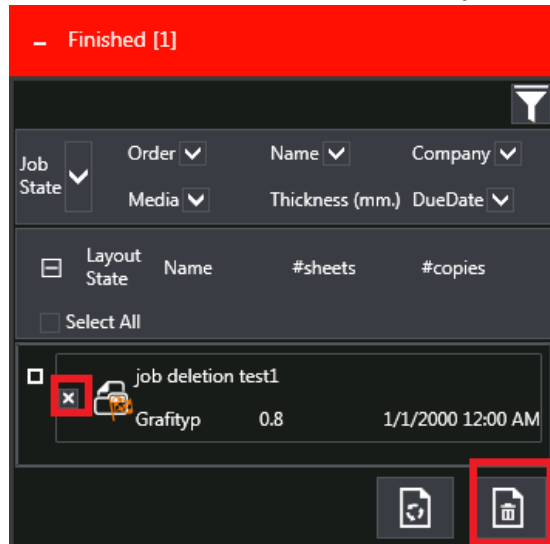 – Finished [1]
Job State Order Name Company
Media Thickness (mm.) DueDate
Layout State Name #sheets #copies
Select All
job deletion test1
Grafityp 0.8 1/1/2000 12:00 AM